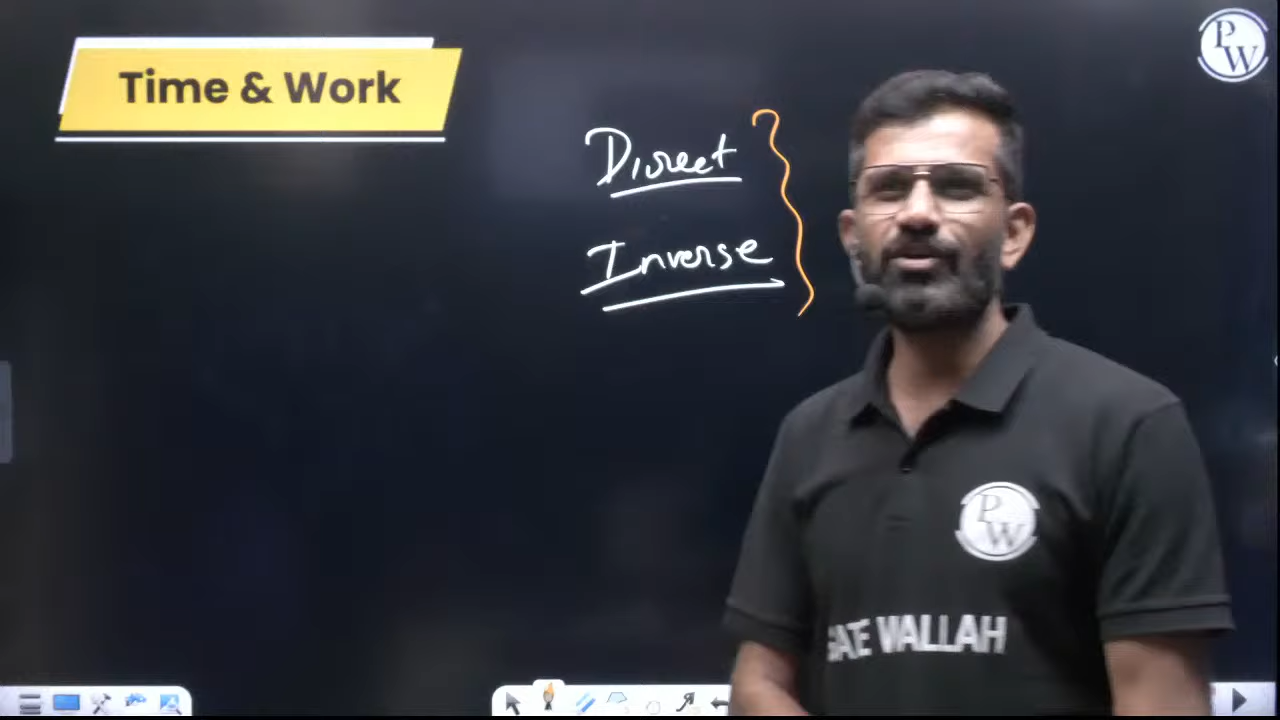 Time & Work
PW
Direct
Inverse
PW
GATE WALLAH